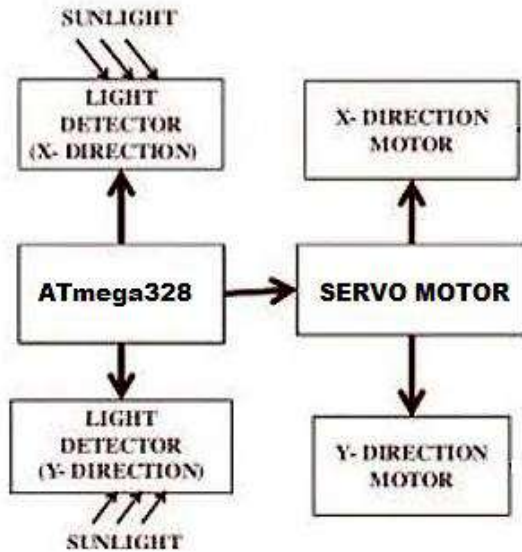 SUNLIGHT
LIGHT
DETECTOR
(X- DIRECTION)
X- DIRECTION
MOTOR
ATmega328
SERVO MOTOR
LIGHT
DETECTOR
(Y- DIRECTION)
Y- DIRECTION
MOTOR
SUNLIGHT